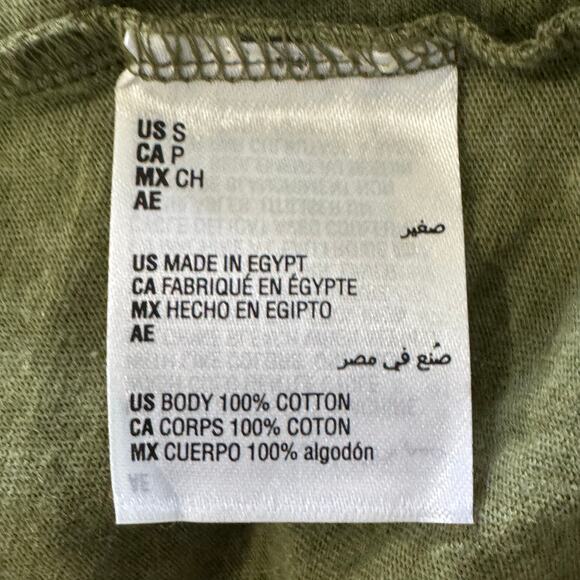 US S
CA P
MX CH
AE
صغير
US MADE IN EGYPT
CA FABRIQUÉ EN ÉGYPTE
MX HECHO EN EGIPTO
AE
صُنع في مصر
US BODY 100% COTTON
CA CORPS 100% COTON
MX CUERPO 100% algodón